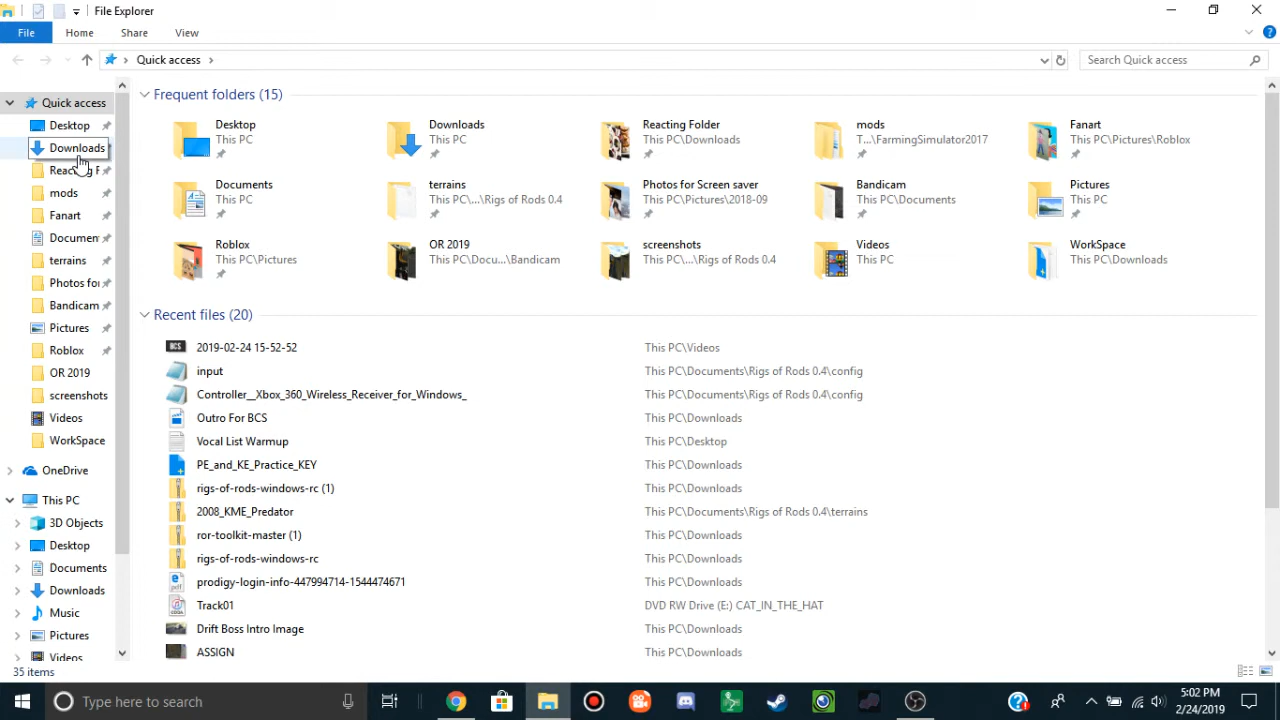 File Explorer
File Home Share View
Quick access
Search Quick access
Quick access
Desktop
Downloads
mods
Fanart
Documen
terrains
Photos for
Bandicam
Pictures
Roblox
OR 2019
screenshots
Videos
WorkSpace
OneDrive
This PC
3D Objects
Desktop
Documents
Downloads
Music
Pictures
Videos
Frequent folders (15)
Desktop
This PC
Downloads
This PC
Reacting Folder
This PC\Downloads
mods
T...\FarmingSimulator2017
Fanart
This PC\Pictures\Roblox
Documents
This PC
terrains
This PC\...\Rigs of Rods 0.4
Photos for Screen saver
This PC\Pictures\2018-09
Bandicam
This PC\Documents
Pictures
This PC
Roblox
This PC\Pictures
OR 2019
This PC\Docu...\Bandicam
screenshots
This PC\...\Rigs of Rods 0.4
Videos
This PC
WorkSpace
This PC\Downloads
Recent files (20)
2019-02-24 15-52-52 This PC\Videos
input This PC\Documents\Rigs of Rods 0.4\config
Controller__Xbox_360_Wireless_Receiver_for_Windows_ This PC\Documents\Rigs of Rods 0.4\config
Outro For BCS This PC\Downloads
Vocal List Warmup This PC\Desktop
PE_and_KE_Practice_KEY This PC\Downloads
rigs-of-rods-windows-rc (1) This PC\Downloads
2008_KME_Predator This PC\Documents\Rigs of Rods 0.4\terrains
ror-toolkit-master (1) This PC\Downloads
rigs-of-rods-windows-rc This PC\Downloads
prodigy-login-info-447994714-1544474671 This PC\Downloads
Track01 DVD RW Drive (E:) CAT_IN_THE_HAT
Drift Boss Intro Image This PC\Downloads
ASSIGN This PC\Downloads
35 items
Type here to search
5:02 PM
2/24/2019